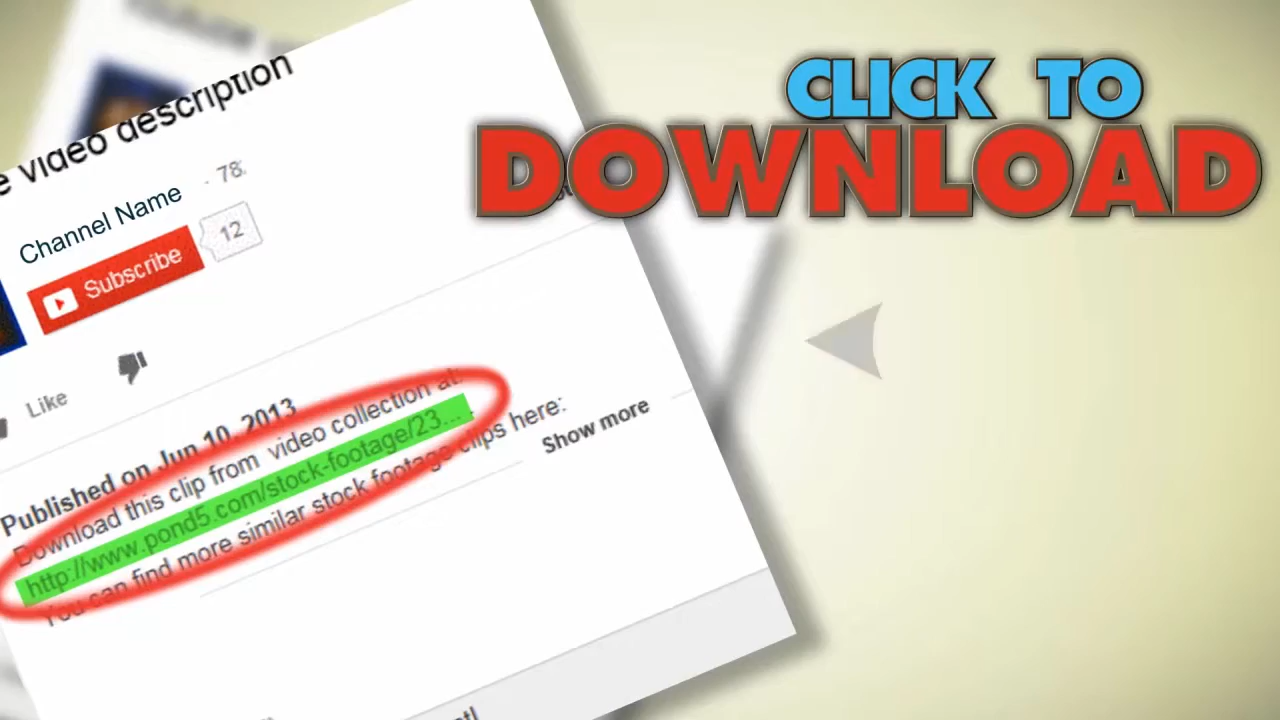 CLICK TO
DOWNLOAD
e video description
Channel Name
· 78
Subscribe
12
Like
Published on Jun 10, 2013
Download this clip from video collection at:
http://www.pond5.com/stock-footage/23...
You can find more similar stock footage clips here:
Show more